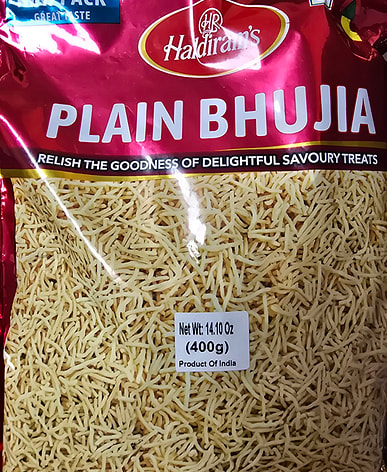 PACK
GREAT TASTE
HR
Haldiram's
PLAIN BHUJIA
RELISH THE GOODNESS OF DELIGHTFUL SAVOURY TREATS
Net Wt: 14.10 Oz
(400g)
Product Of India